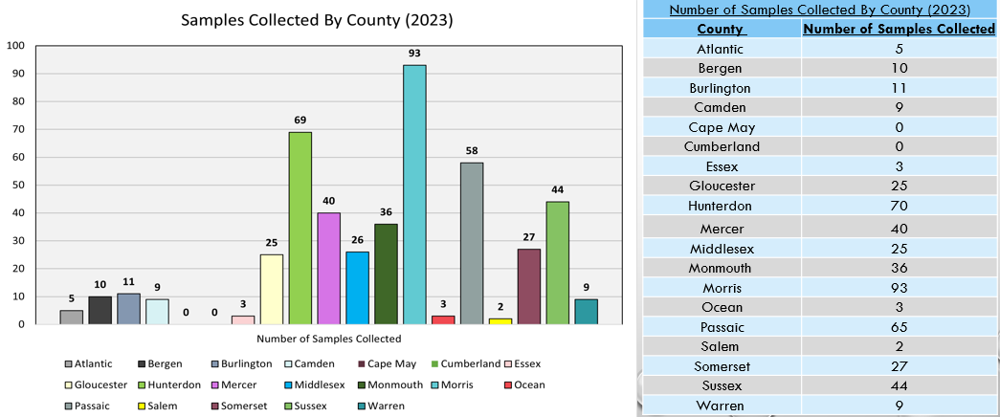 Samples Collected By County (2023)
100
90
80
70
60
50
40
30
20
10
0
5
10
11
9
0
0
3
25
69
40
26
36
93
3
58
2
27
44
9
Number of Samples Collected
Atlantic Bergen Burlington Camden Cape May Cumberland Essex
Gloucester Hunterdon Mercer Middlesex Monmouth Morris Ocean
Passaic Salem Somerset Sussex Warren
Number of Samples Collected By County (2023)
County Number of Samples Collected
Atlantic 5
Bergen 10
Burlington 11
Camden 9
Cape May 0
Cumberland 0
Essex 3
Gloucester 25
Hunterdon 70
Mercer 40
Middlesex 25
Monmouth 36
Morris 93
Ocean 3
Passaic 65
Salem 2
Somerset 27
Sussex 44
Warren 9